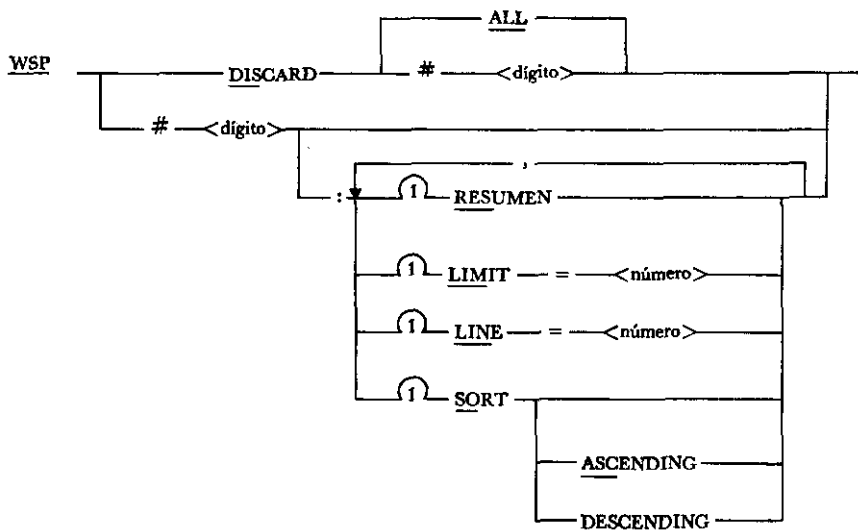 ALL
WSP DISCARD # <dígito>
# <dígito>
,
: 1 RESUMEN
1 LIMIT = <número>
1 LINE = <número>
1 SORT
ASCENDING
DESCENDING